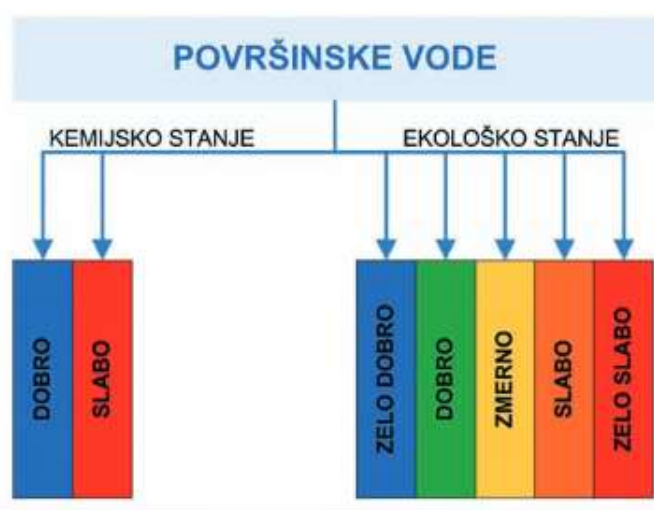 POVRŠINSKE VODE
KEMIJSKO STANJE
EKOLOŠKO STANJE
DOBRO
SLABO
ZELO DOBRO
DOBRO
ZMERNO
SLABO
ZELO SLABO